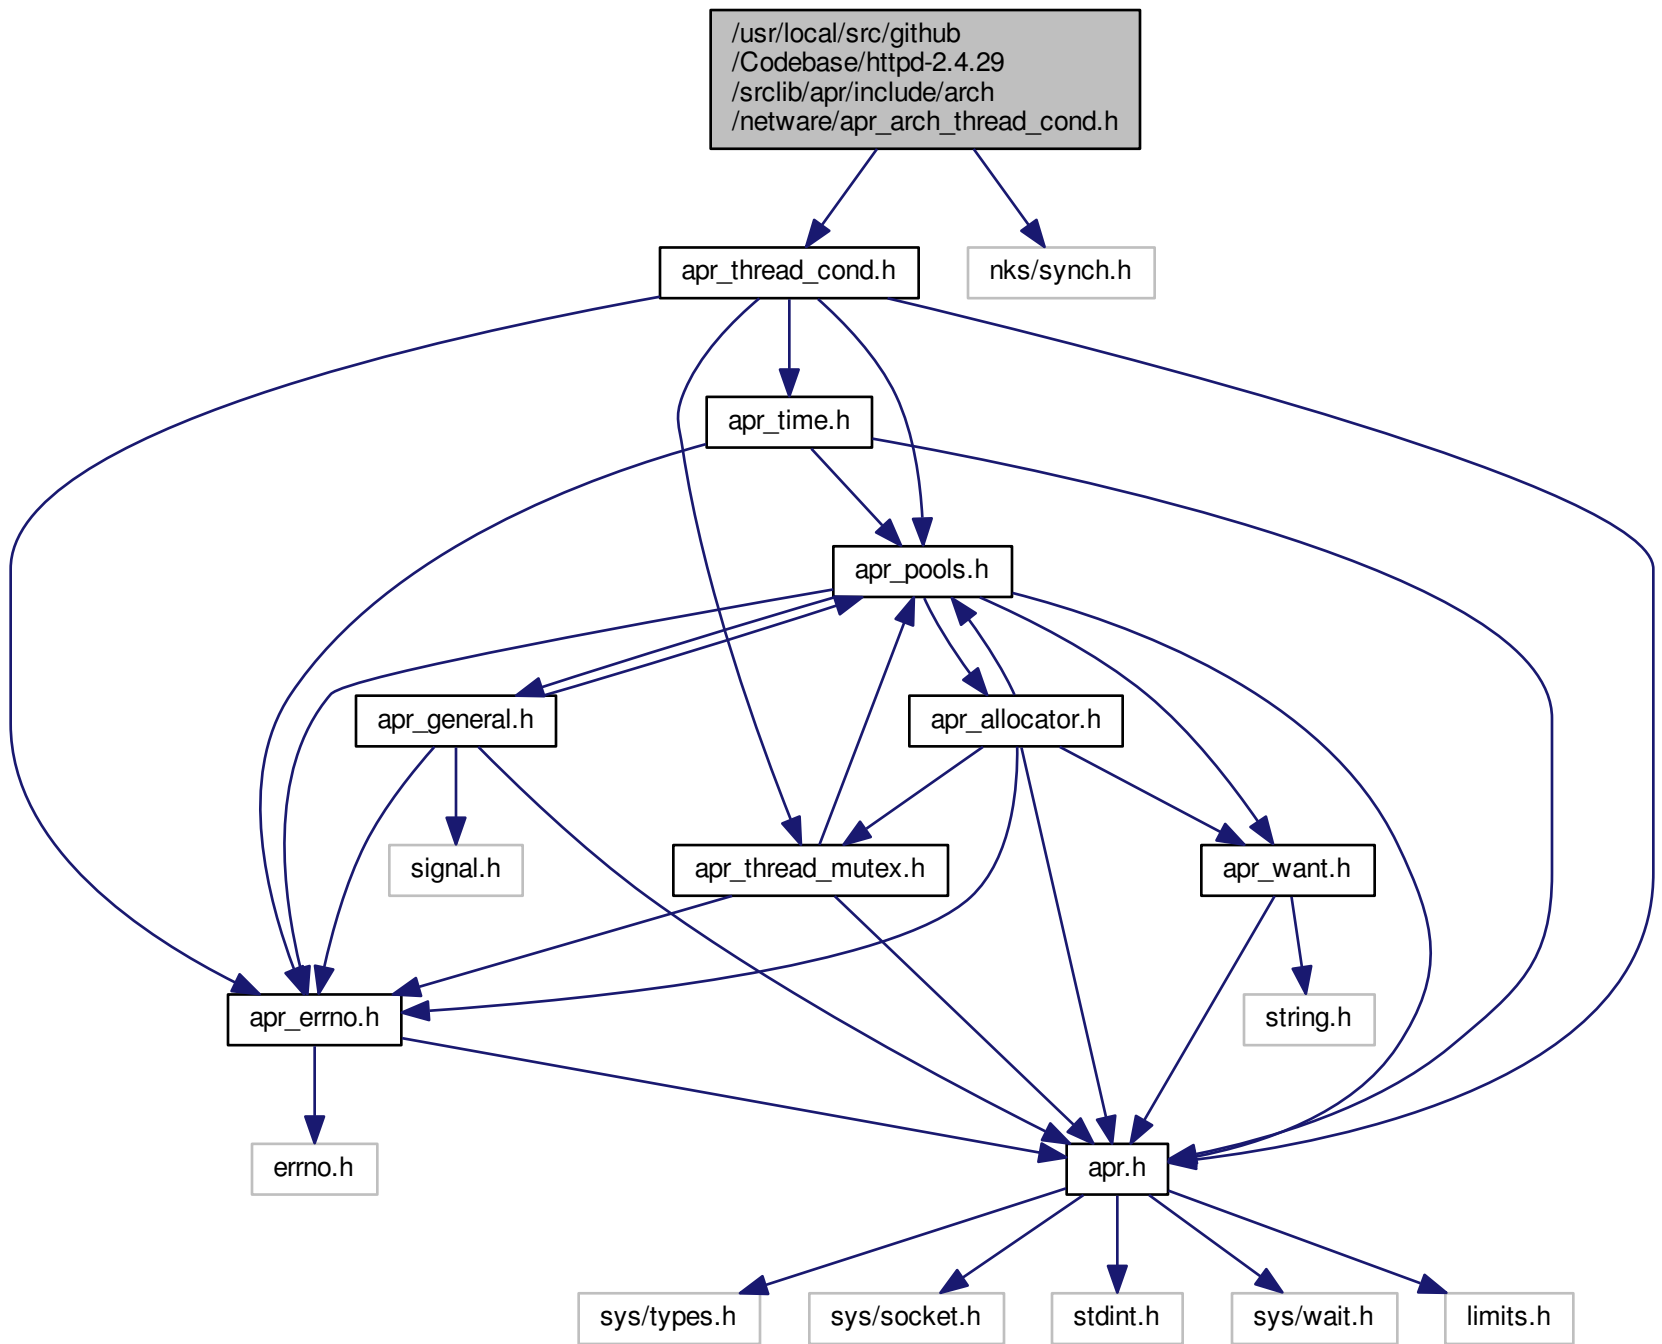 /usr/local/src/github
/Codebase/httpd-2.4.29
/srclib/apr/include/arch
/netware/apr_arch_thread_cond.h
apr_thread_cond.h
nks/synch.h
apr_time.h
apr_pools.h
apr_general.h
apr_allocator.h
signal.h
apr_thread_mutex.h
apr_want.h
apr_errno.h
string.h
errno.h
apr.h
sys/types.h
sys/socket.h
stdint.h
sys/wait.h
limits.h